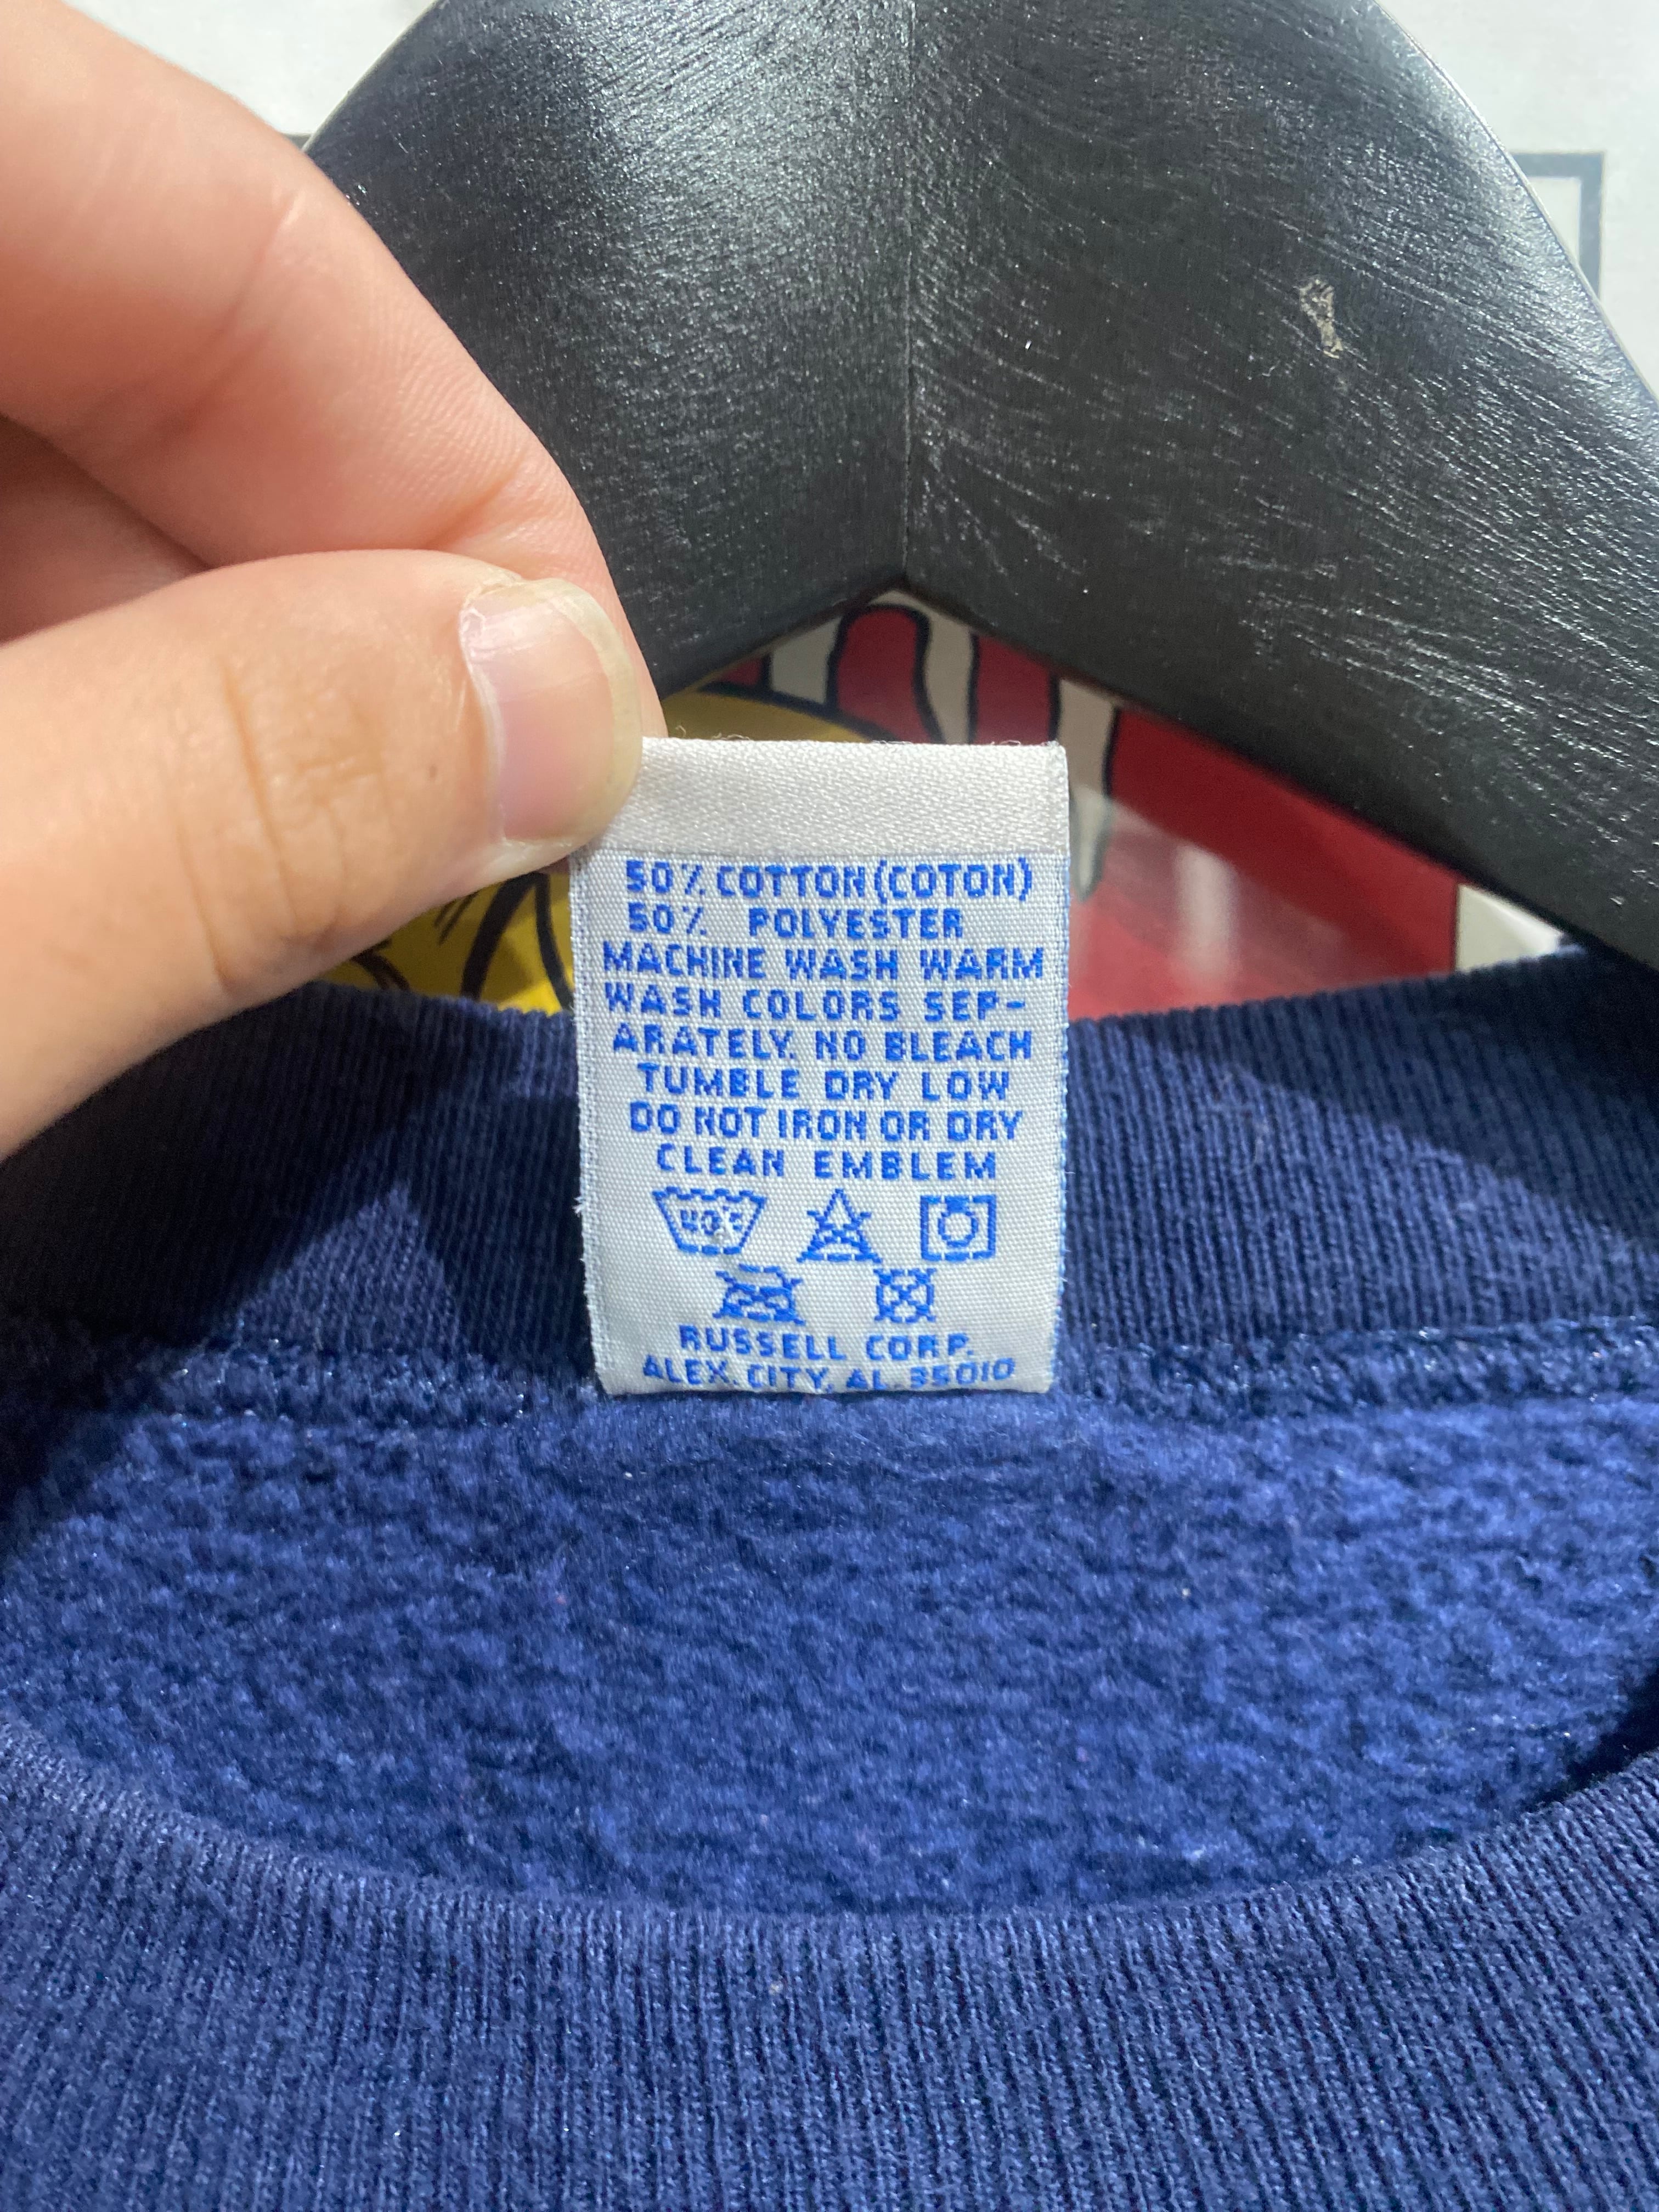 50% COTTON (COTON)
50% POLYESTER
MACHINE WASH WARM
WASH COLORS SEP-
ARATELY. NO BLEACH
TUMBLE DRY LOW
DO NOT IRON OR DRY
CLEAN EMBLEM
40°C
RUSSELL CORP.
ALEX. CITY, AL. 35010